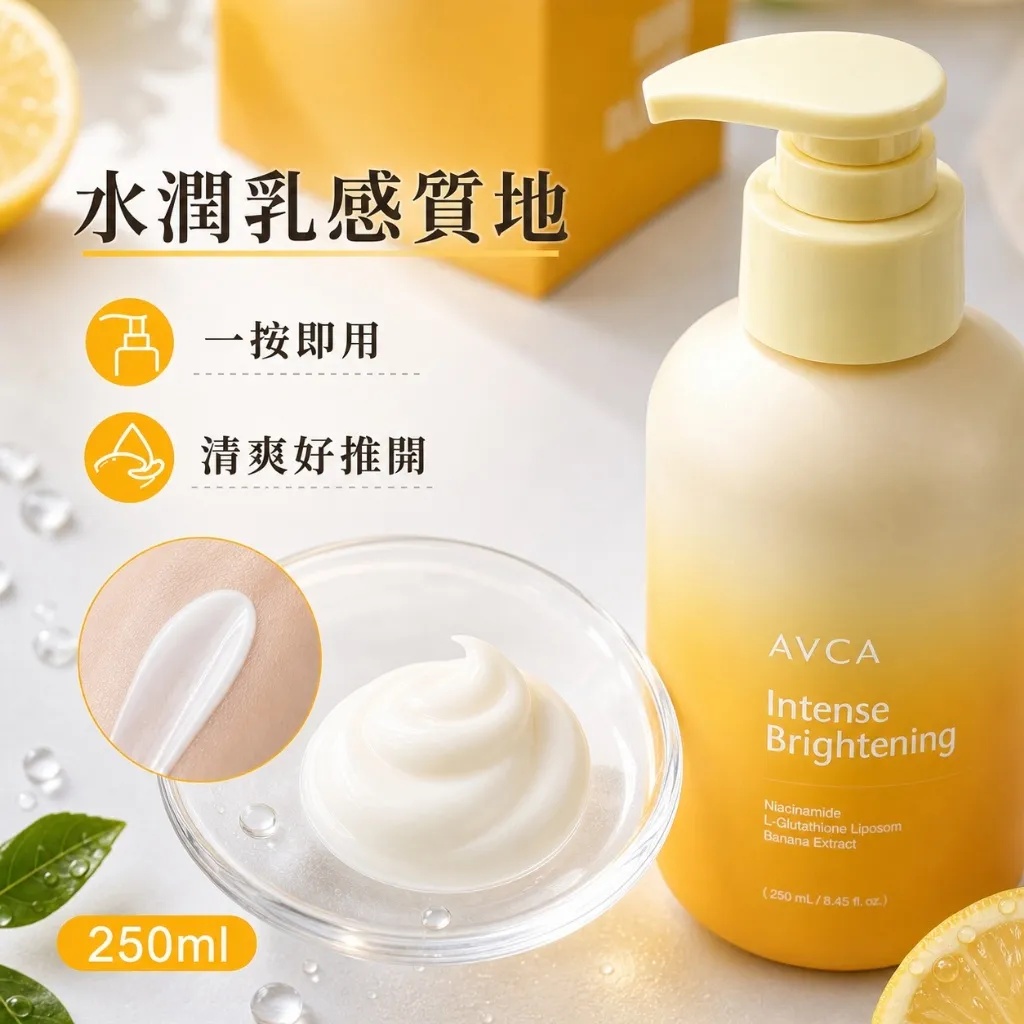 水潤乳感質地
一按即用
清爽好推開
AVCA
Intense
Brightening
Niacinamide
L-Glutathione Liposom
Banana Extract
(250 mL / 8.45 fl. oz.)
250ml